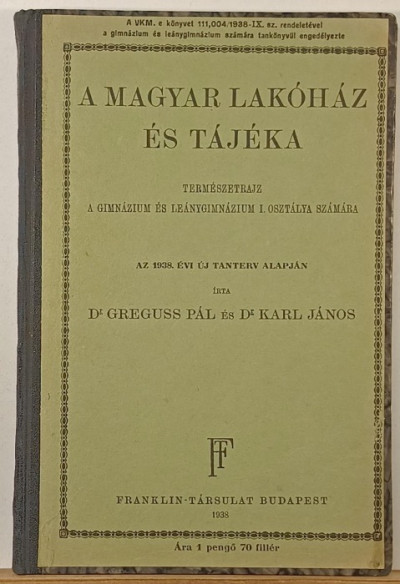 A VKM. e könyvet 111,004/1938-IX. sz. rendeletével
a gimnázium és leánygimnázium számára tankönyvül engedélyezte
A MAGYAR LAKÓHÁZ
ÉS TÁJÉKA
TERMÉSZETRAJZ
A GIMNÁZIUM ÉS LEÁNYGIMNÁZIUM I. OSZTÁLYA SZÁMÁRA
AZ 1938. ÉVI ÚJ TANTERV ALAPJÁN
ÍRTA
Dr GREGUSS PÁL ÉS Dr KARL JÁNOS
FT
FRANKLIN-TÁRSULAT BUDAPEST
1938
Ára 1 pengő 70 fillér